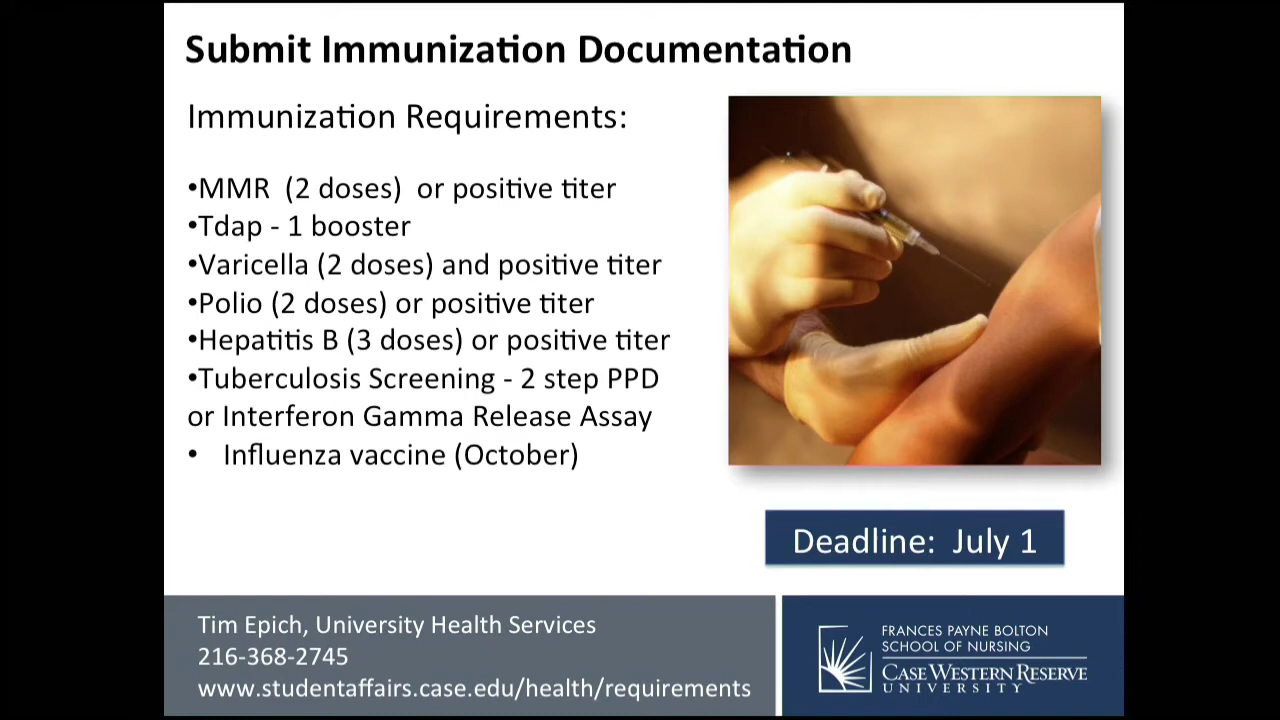 Submit Immunization Documentation
Immunization Requirements:
•MMR (2 doses) or positive titer
•Tdap - 1 booster
•Varicella (2 doses) and positive titer
•Polio (2 doses) or positive titer
•Hepatitis B (3 doses) or positive titer
•Tuberculosis Screening - 2 step PPD
or Interferon Gamma Release Assay
• Influenza vaccine (October)
Deadline: July 1
Tim Epich, University Health Services
216-368-2745
www.studentaffairs.case.edu/health/requirements
FRANCES PAYNE BOLTON
SCHOOL OF NURSING
CASE WESTERN RESERVE
UNIVERSITY